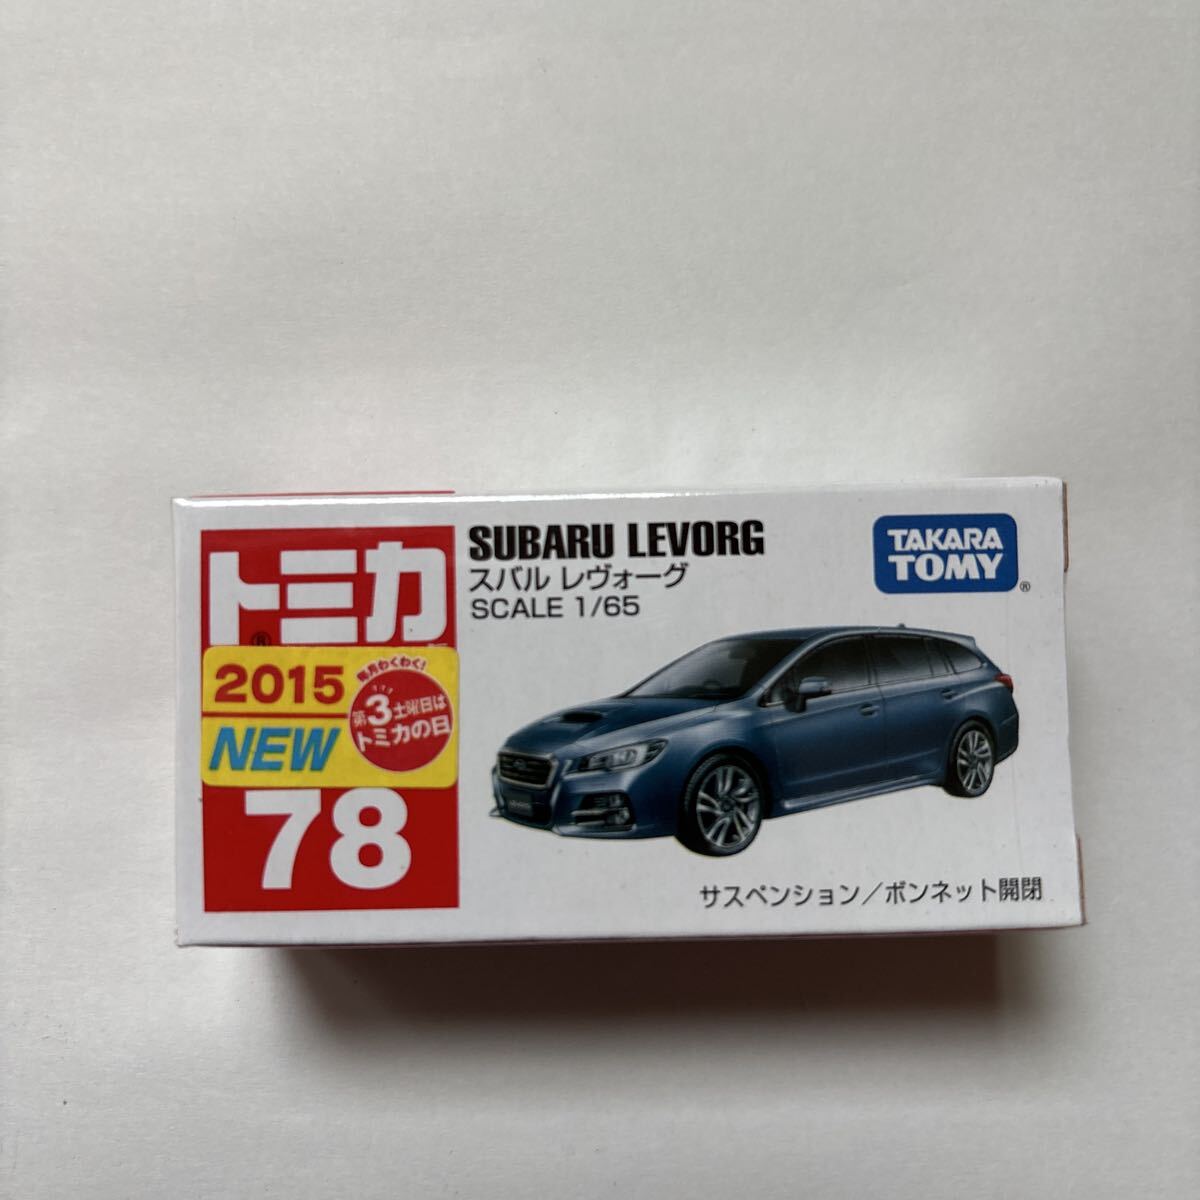 トミカ
®
2015
NEW
毎月わくわく!
第3土曜日は
トミカの日
78
SUBARU LEVORG
スバル レヴォーグ
SCALE 1/65
TAKARA
TOMY
®
サスペンション/ボンネット開閉